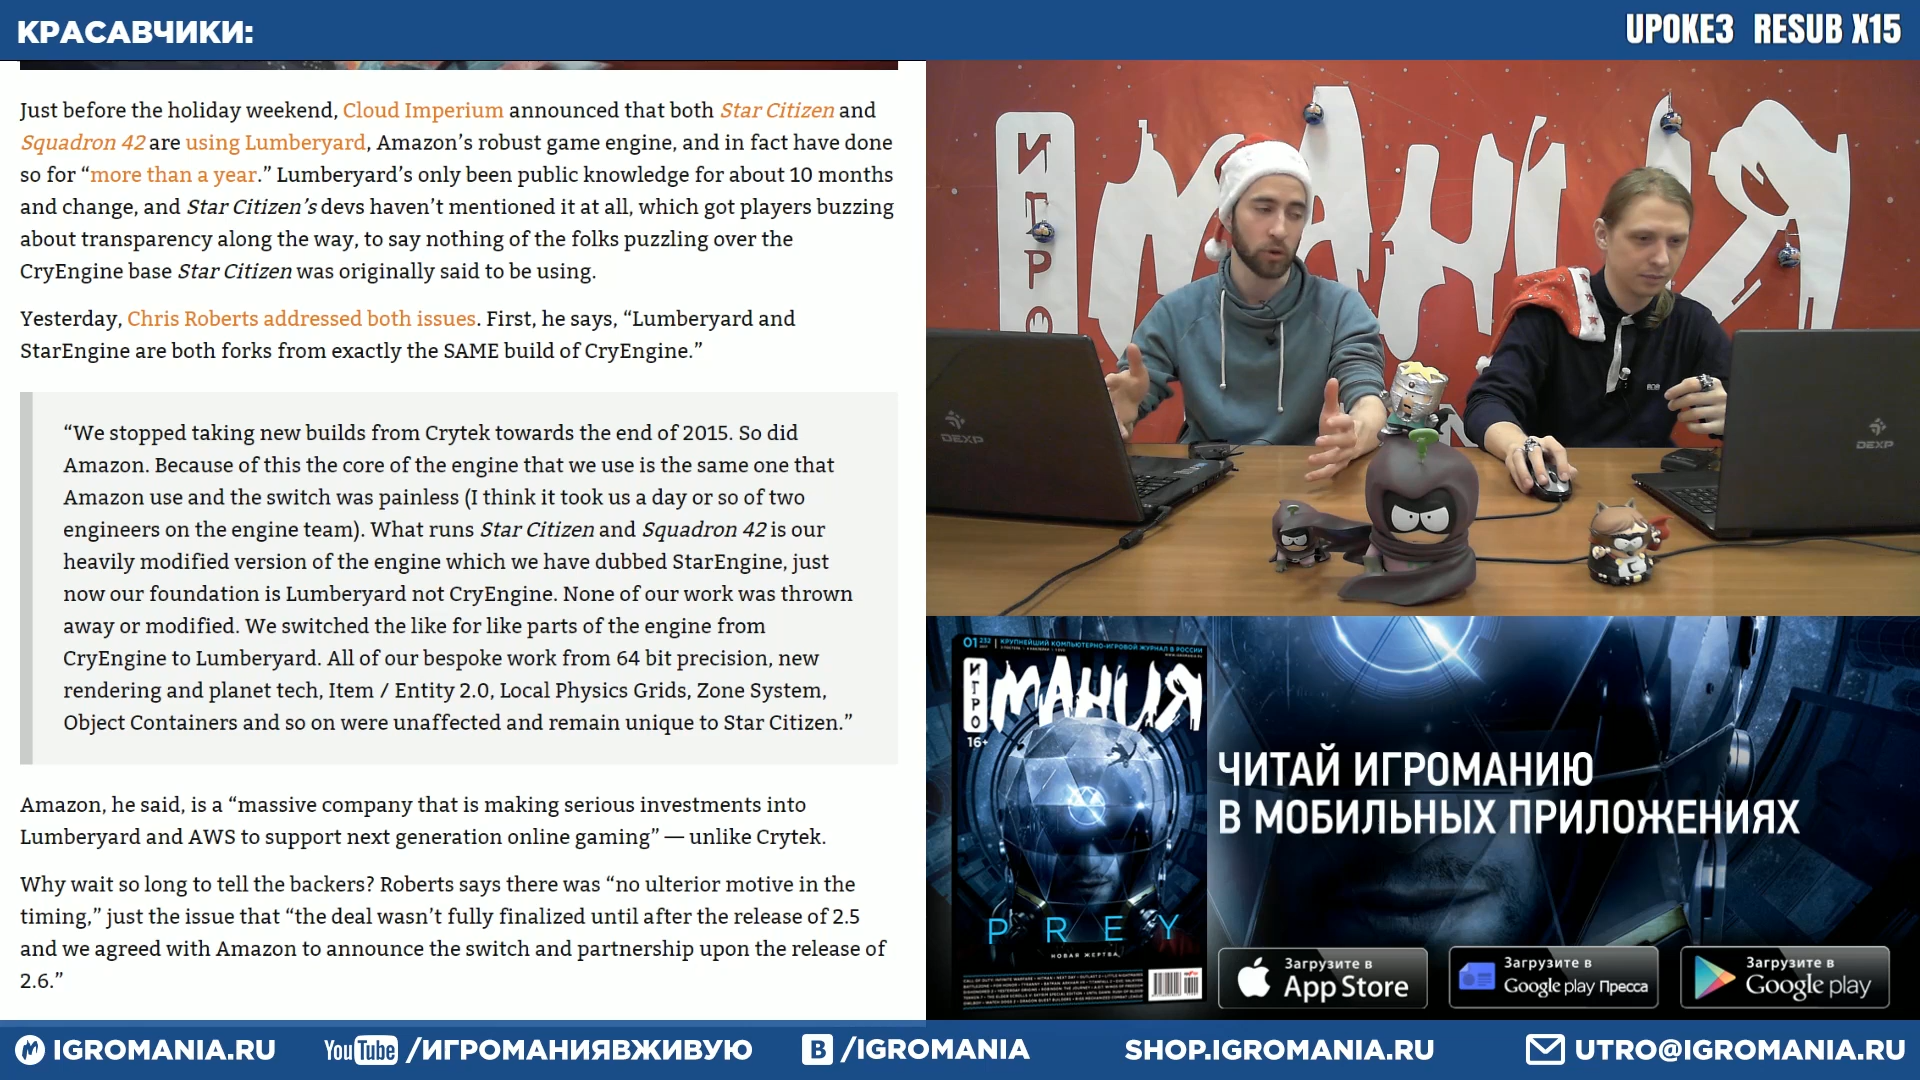 КРАСАВЧИКИ:
UPOKE3 RESUB X15
Just before the holiday weekend, Cloud Imperium announced that both Star Citizen and
Squadron 42 are using Lumberyard, Amazon’s robust game engine, and in fact have done
so for “more than a year.” Lumberyard’s only been public knowledge for about 10 months
and change, and Star Citizen’s devs haven’t mentioned it at all, which got players buzzing
about transparency along the way, to say nothing of the folks puzzling over the
CryEngine base Star Citizen was originally said to be using.
Yesterday, Chris Roberts addressed both issues. First, he says, “Lumberyard and
StarEngine are both forks from exactly the SAME build of CryEngine.”
“We stopped taking new builds from Crytek towards the end of 2015. So did
Amazon. Because of this the core of the engine that we use is the same one that
Amazon use and the switch was painless (I think it took us a day or so of two
engineers on the engine team). What runs Star Citizen and Squadron 42 is our
heavily modified version of the engine which we have dubbed StarEngine, just
now our foundation is Lumberyard not CryEngine. None of our work was thrown
away or modified. We switched the like for like parts of the engine from
CryEngine to Lumberyard. All of our bespoke work from 64 bit precision, new
rendering and planet tech, Item / Entity 2.0, Local Physics Grids, Zone System,
Object Containers and so on were unaffected and remain unique to Star Citizen.”
Amazon, he said, is a “massive company that is making serious investments into
Lumberyard and AWS to support next generation online gaming” — unlike Crytek.
Why wait so long to tell the backers? Roberts says there was “no ulterior motive in the
timing,” just the issue that “the deal wasn’t fully finalized until after the release of 2.5
and we agreed with Amazon to announce the switch and partnership upon the release of
2.6.”
ИГРО
МАНИЯ
DEXP
DEXP
01 232
КРУПНЕЙШИЙ КОМПЬЮТЕРНО-ИГРОВОЙ ЖУРНАЛ В РОССИИ
ИГРО
МАНИЯ
16+
PREY
НОВАЯ ЖЕРТВА
ЧИТАЙ ИГРОМАНИЮ
В МОБИЛЬНЫХ ПРИЛОЖЕНИЯХ
Загрузите в
App Store
Загрузите в
Google play Пресса
Загрузите в
Google play
IGROMANIA.RU
YouTube /ИГРОМАНИЯВЖИВУЮ
B /IGROMANIA
SHOP.IGROMANIA.RU
UTRO@IGROMANIA.RU